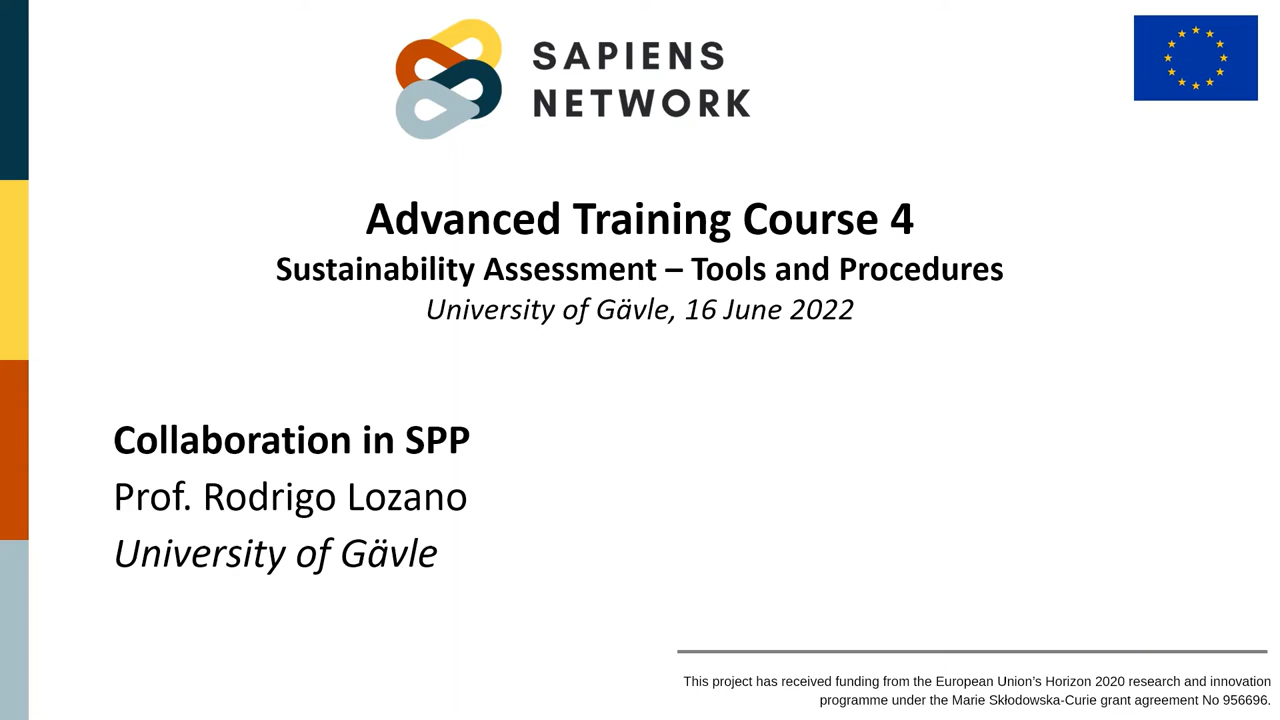 SAPIENS
NETWORK
Advanced Training Course 4
Sustainability Assessment – Tools and Procedures
University of Gävle, 16 June 2022
Collaboration in SPP
Prof. Rodrigo Lozano
University of Gävle
This project has received funding from the European Union’s Horizon 2020 research and innovation
programme under the Marie Skłodowska-Curie grant agreement No 956696.